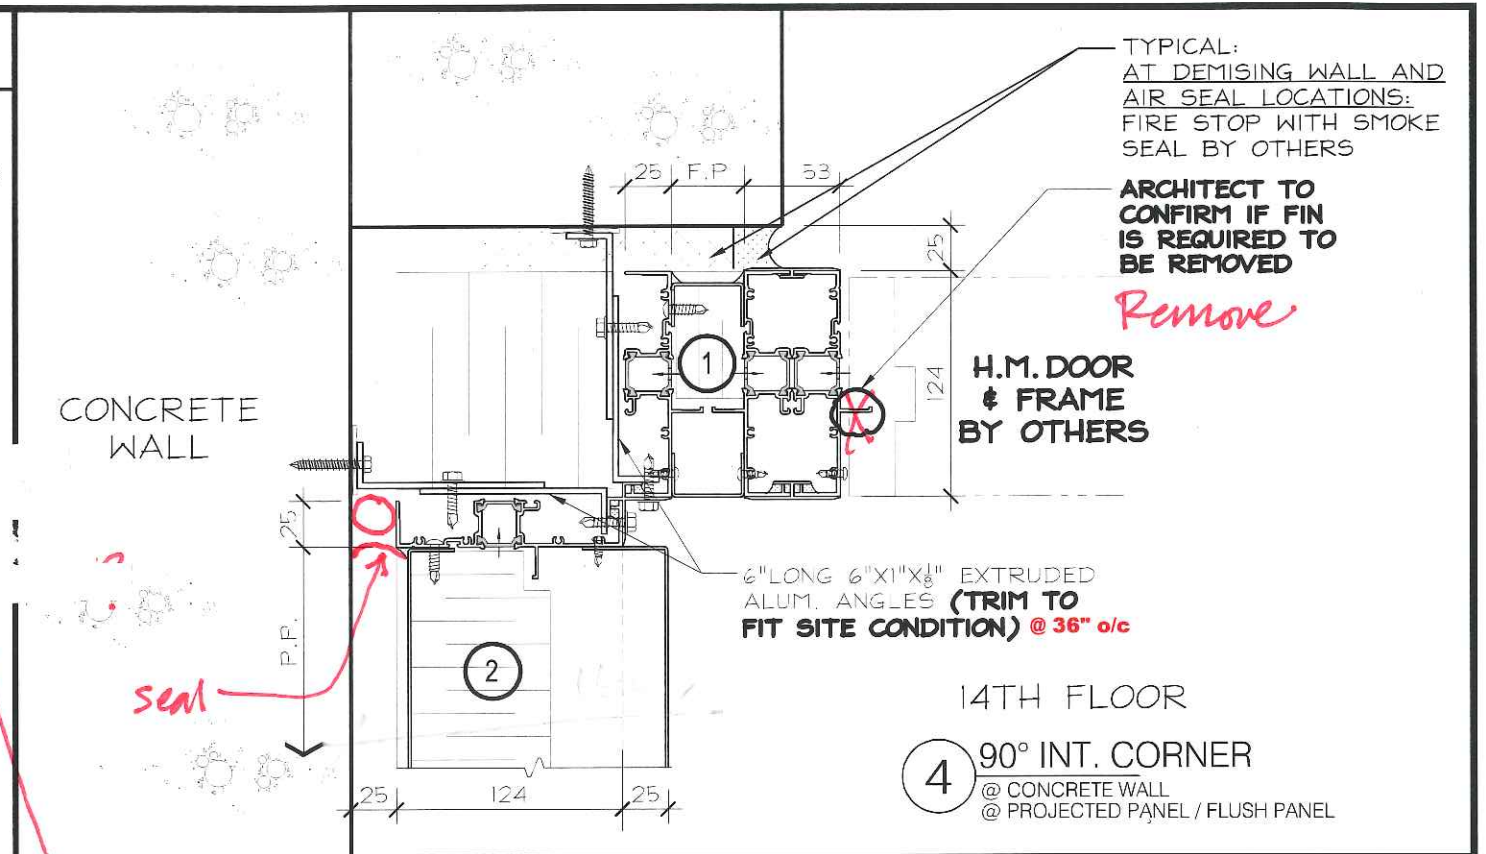 TYPICAL:
AT DEMISING WALL AND
AIR SEAL LOCATIONS:
FIRE STOP WITH SMOKE
SEAL BY OTHERS
ARCHITECT TO
CONFIRM IF FIN
IS REQUIRED TO
BE REMOVED
Remove
25
F.P
53
25
124
1
H.M. DOOR
& FRAME
BY OTHERS
CONCRETE
WALL
25
P.P.
seal
6"LONG 6"X1"X⅛" EXTRUDED
ALUM. ANGLES (TRIM TO
FIT SITE CONDITION) @ 36" o/c
2
25
124
25
14TH FLOOR
4
90° INT. CORNER
@ CONCRETE WALL
@ PROJECTED PANEL / FLUSH PANEL